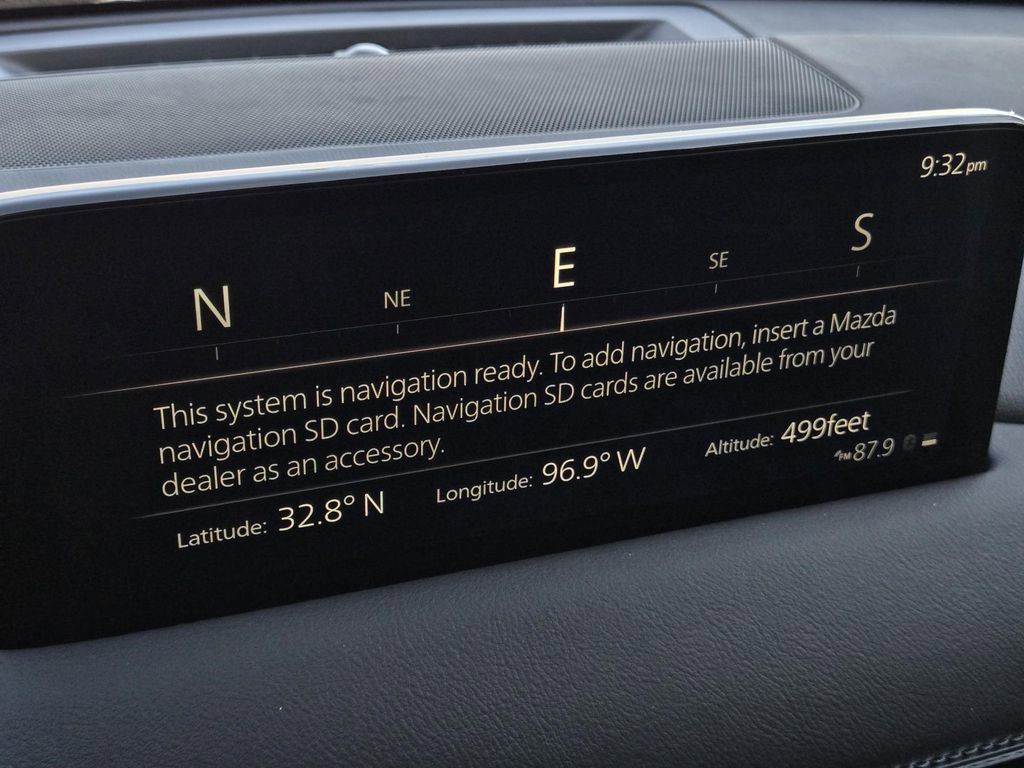 9:32pm
N NE E SE S
This system is navigation ready. To add navigation, insert a Mazda
navigation SD card. Navigation SD cards are available from your
dealer as an accessory.
Latitude: 32.8° N Longitude: 96.9° W Altitude: 499feet
FM 87.9